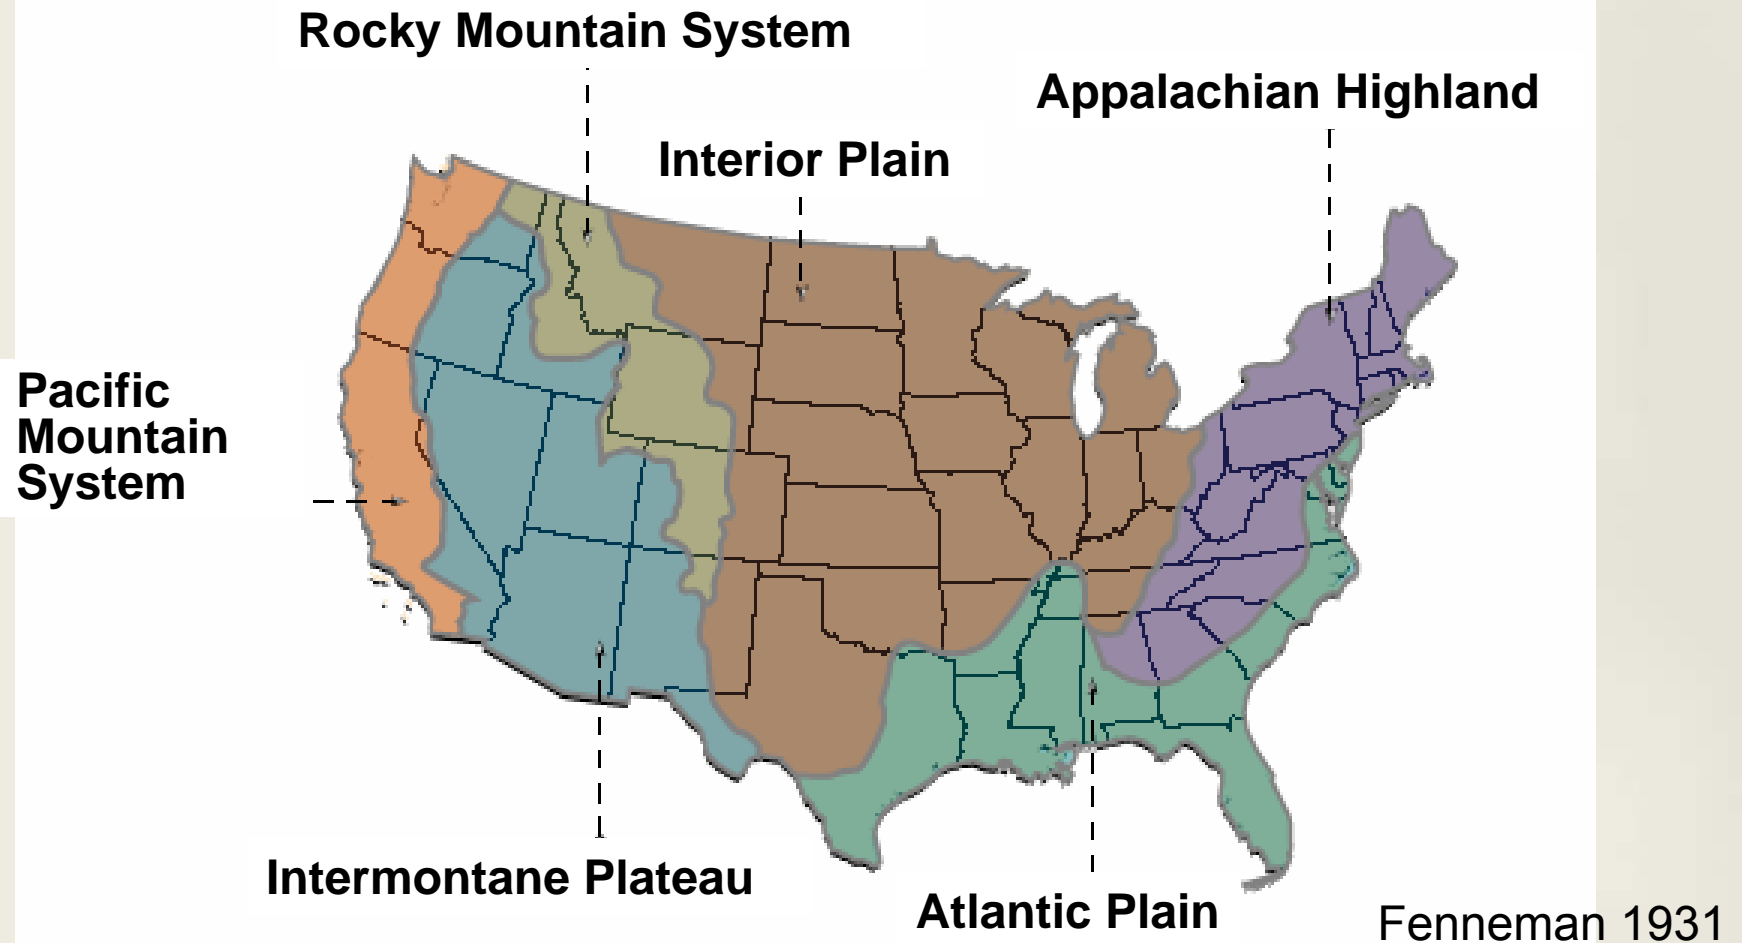 Rocky Mountain System
Appalachian Highland
Interior Plain
Pacific
Mountain
System
Intermontane Plateau
Atlantic Plain
Fenneman 1931